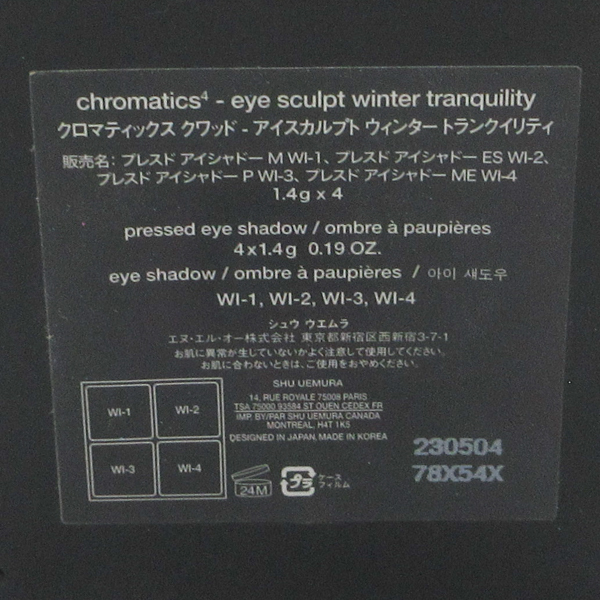 chromatics⁴ - eye sculpt winter tranquility
クロマティックス クワッド - アイスカルプト ウィンター トランクイリティ
販売名: プレスド アイシャドー M WI-1、プレスド アイシャドー ES WI-2、
プレスド アイシャドー P WI-3、プレスド アイシャドー ME WI-4
1.4g x 4
pressed eye shadow / ombre à paupières
4x1.4g 0.19 OZ.
eye shadow / ombre à paupières / 아이 섀도우
WI-1, WI-2, WI-3, WI-4
シュウ ウエムラ
エヌ・エル・オー株式会社 東京都新宿区西新宿3-7-1
お肌に異常が生じていないかよく注意して使用してください。
お肌に合わないときは、ご使用をおやめください。
SHU UEMURA
14, RUE ROYALE 75008 PARIS
TSA 75000 93584 ST OUEN CEDEX FR
IMP. BY/PAR SHU UEMURA CANADA
MONTREAL, H4T 1K5
DESIGNED IN JAPAN, MADE IN KOREA
WI-1 WI-2
WI-3 WI-4
24M
プラ
ケース
フィルム
230504
78X54X